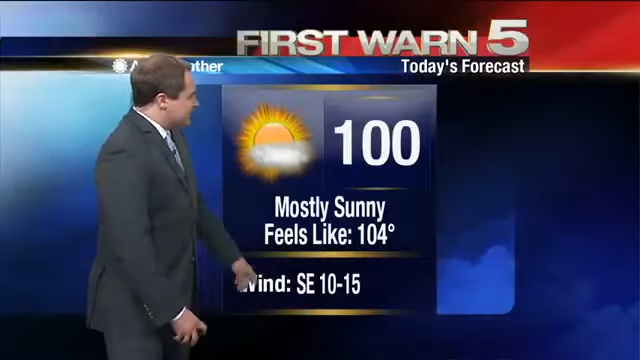 FIRST WARN 5
Today's Forecast
100
Mostly Sunny
Feels Like: 104°
Wind: SE 10-15